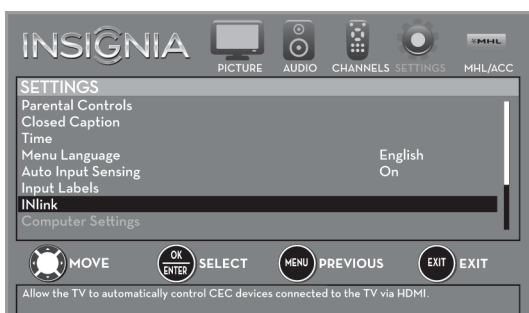 INSIGNIA
PICTURE AUDIO CHANNELS SETTINGS MHL MHL/ACC
SETTINGS
Parental Controls
Closed Caption
Time
Menu Language English
Auto Input Sensing On
Input Labels
INlink
Computer Settings
MOVE OK ENTER SELECT MENU PREVIOUS EXIT EXIT
Allow the TV to automatically control CEC devices connected to the TV via HDMI.